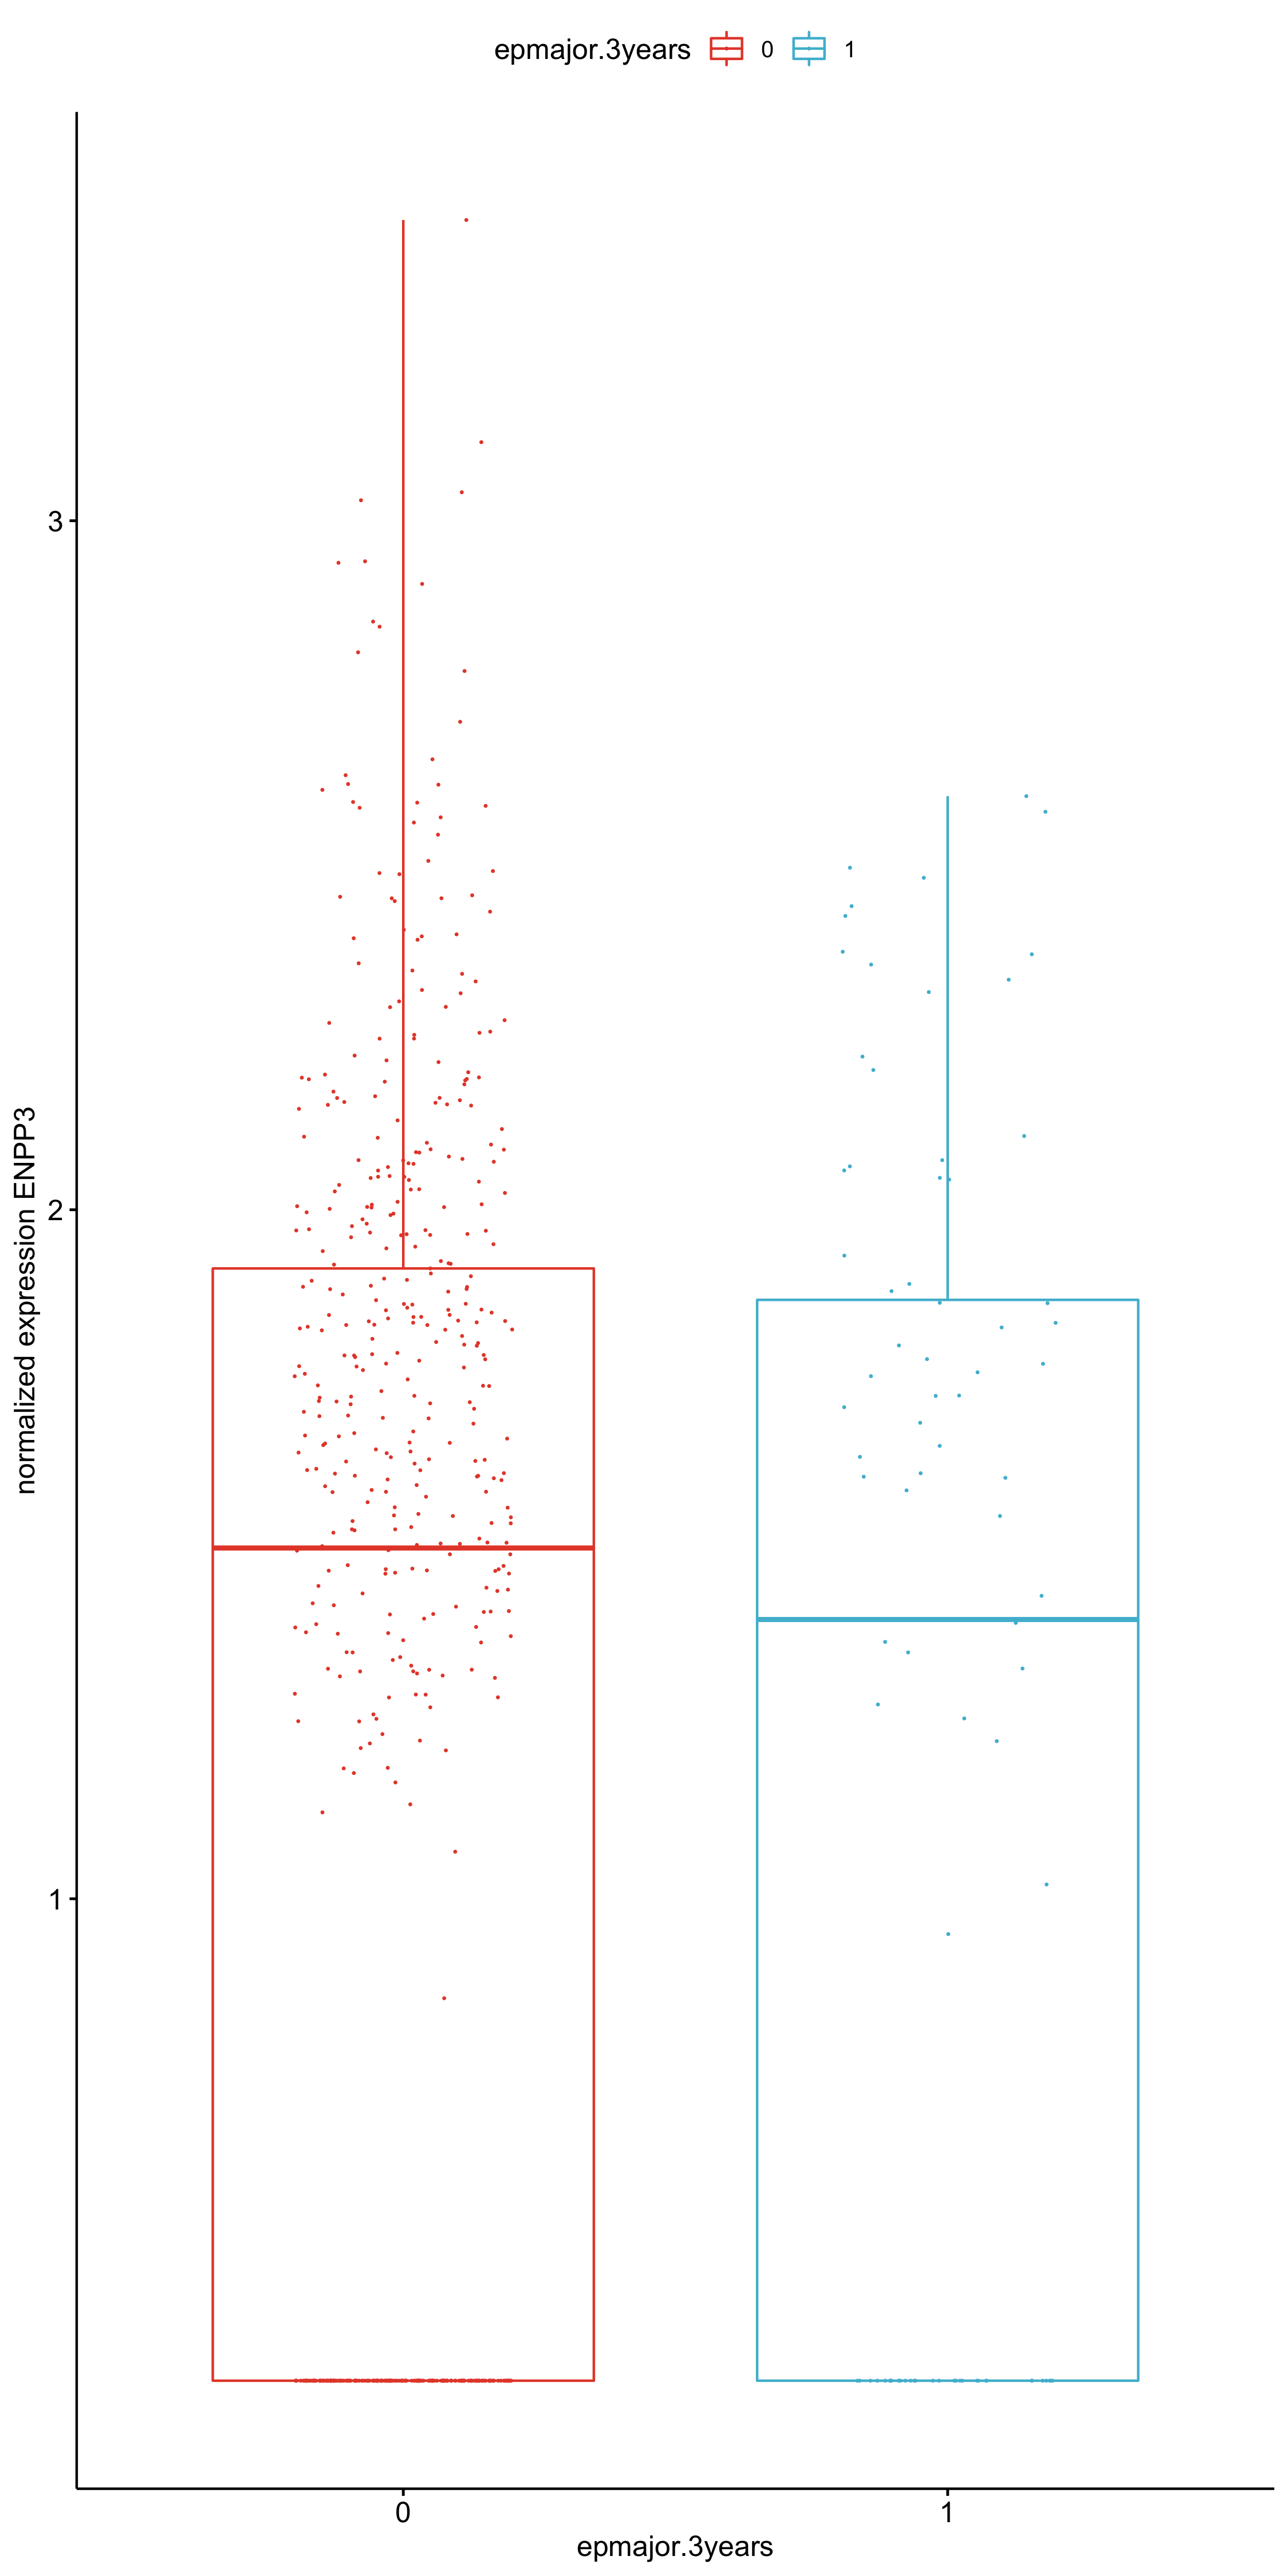 epmajor.3years 0 1
normalized expression ENPP3
3
2
1
0 1
epmajor.3years